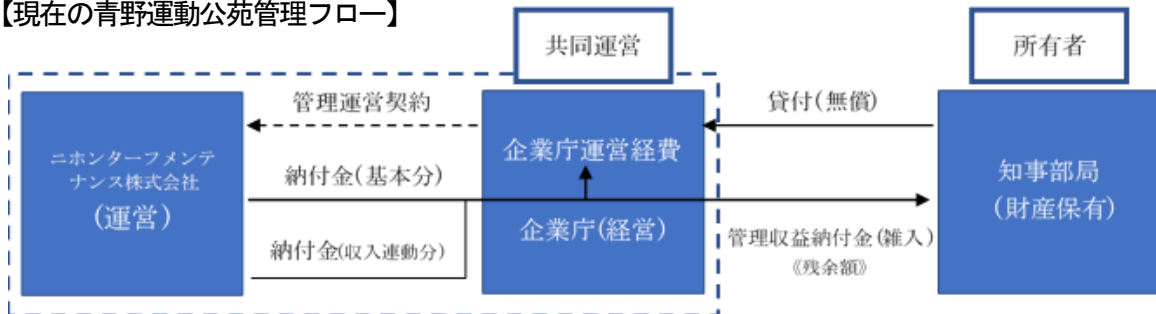 【現在の青野運動公苑管理フロー】
共同運営
所有者
管理運営契約
貸付(無償)
ニホンターフメンテ
ナンス株式会社
(運営)
企業庁運営経費
知事部局
(財産保有)
納付金(基本分)
企業庁(経営)
納付金(収入連動分)
管理収益納付金(雑入)
《残余額》